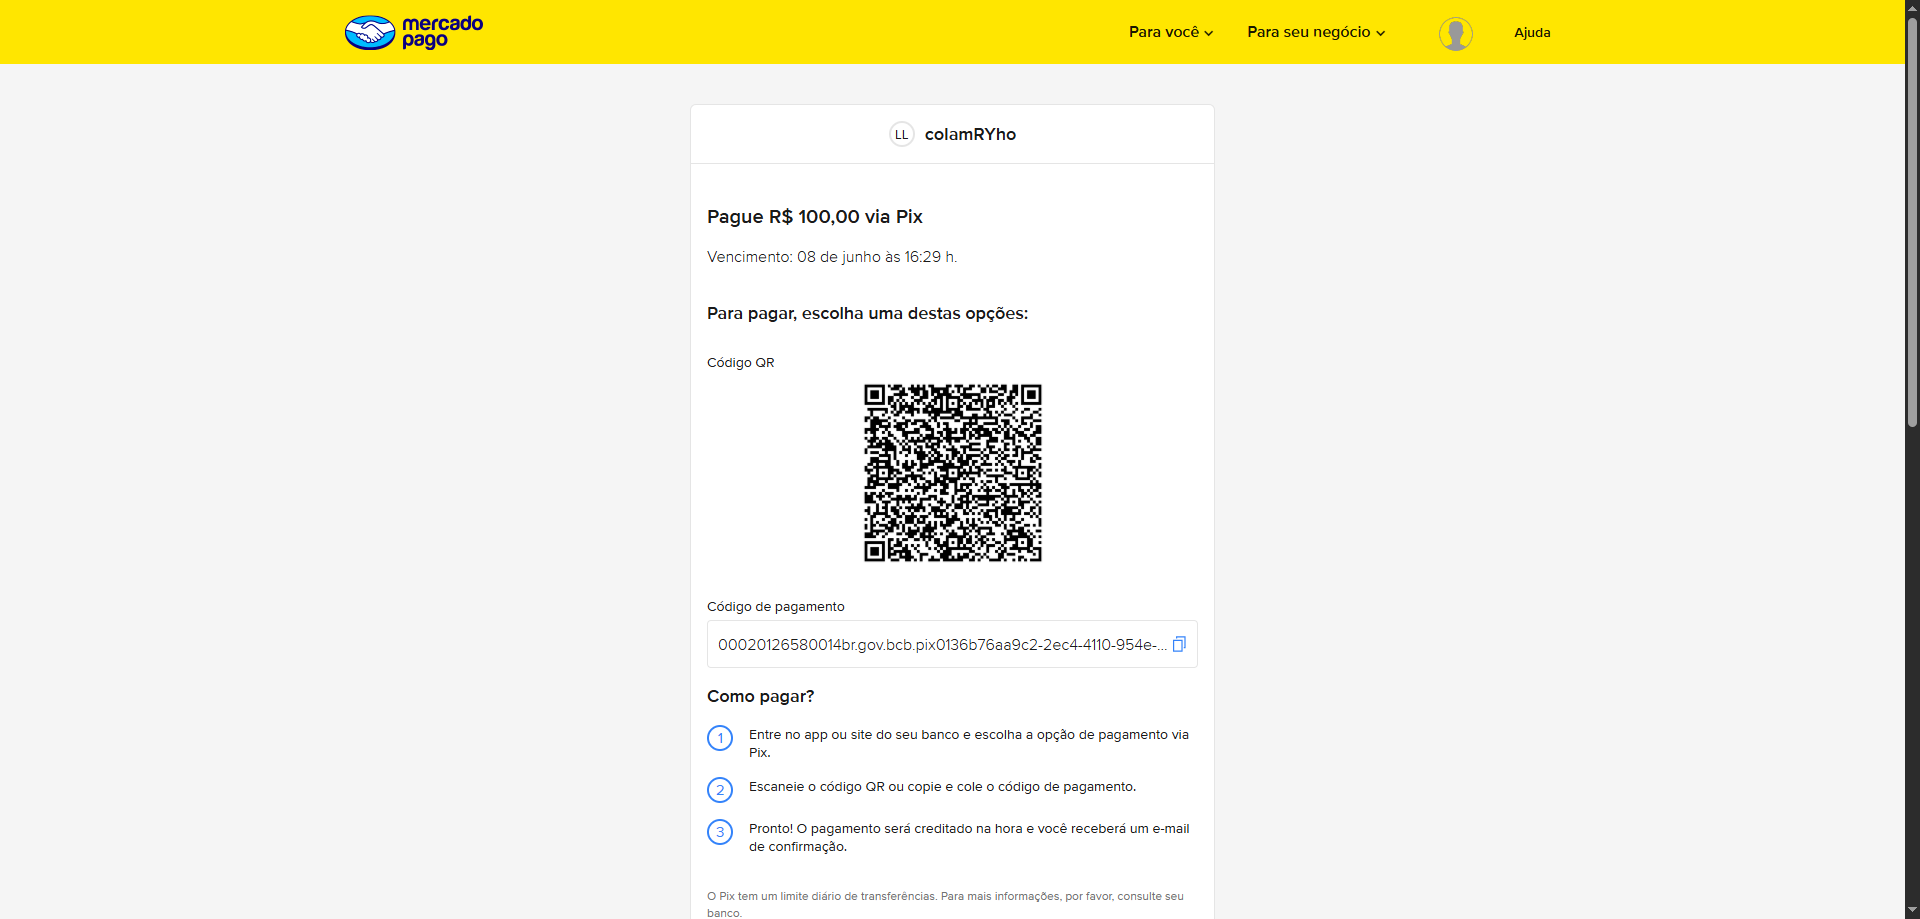 mercado
pago
Para você
Para seu negócio
Ajuda
LL
colamRYho
Pague R$ 100,00 via Pix
Vencimento: 08 de junho às 16:29 h.
Para pagar, escolha uma destas opções:
Código QR
Código de pagamento
00020126580014br.gov.bcb.pix0136b76aa9c2-2ec4-4110-954e-...
Como pagar?
1 Entre no app ou site do seu banco e escolha a opção de pagamento via
Pix.
2 Escaneie o código QR ou copie e cole o código de pagamento.
3 Pronto! O pagamento será creditado na hora e você receberá um e-mail
de confirmação.
O Pix tem um limite diário de transferências. Para mais informações, por favor, consulte seu
banco.